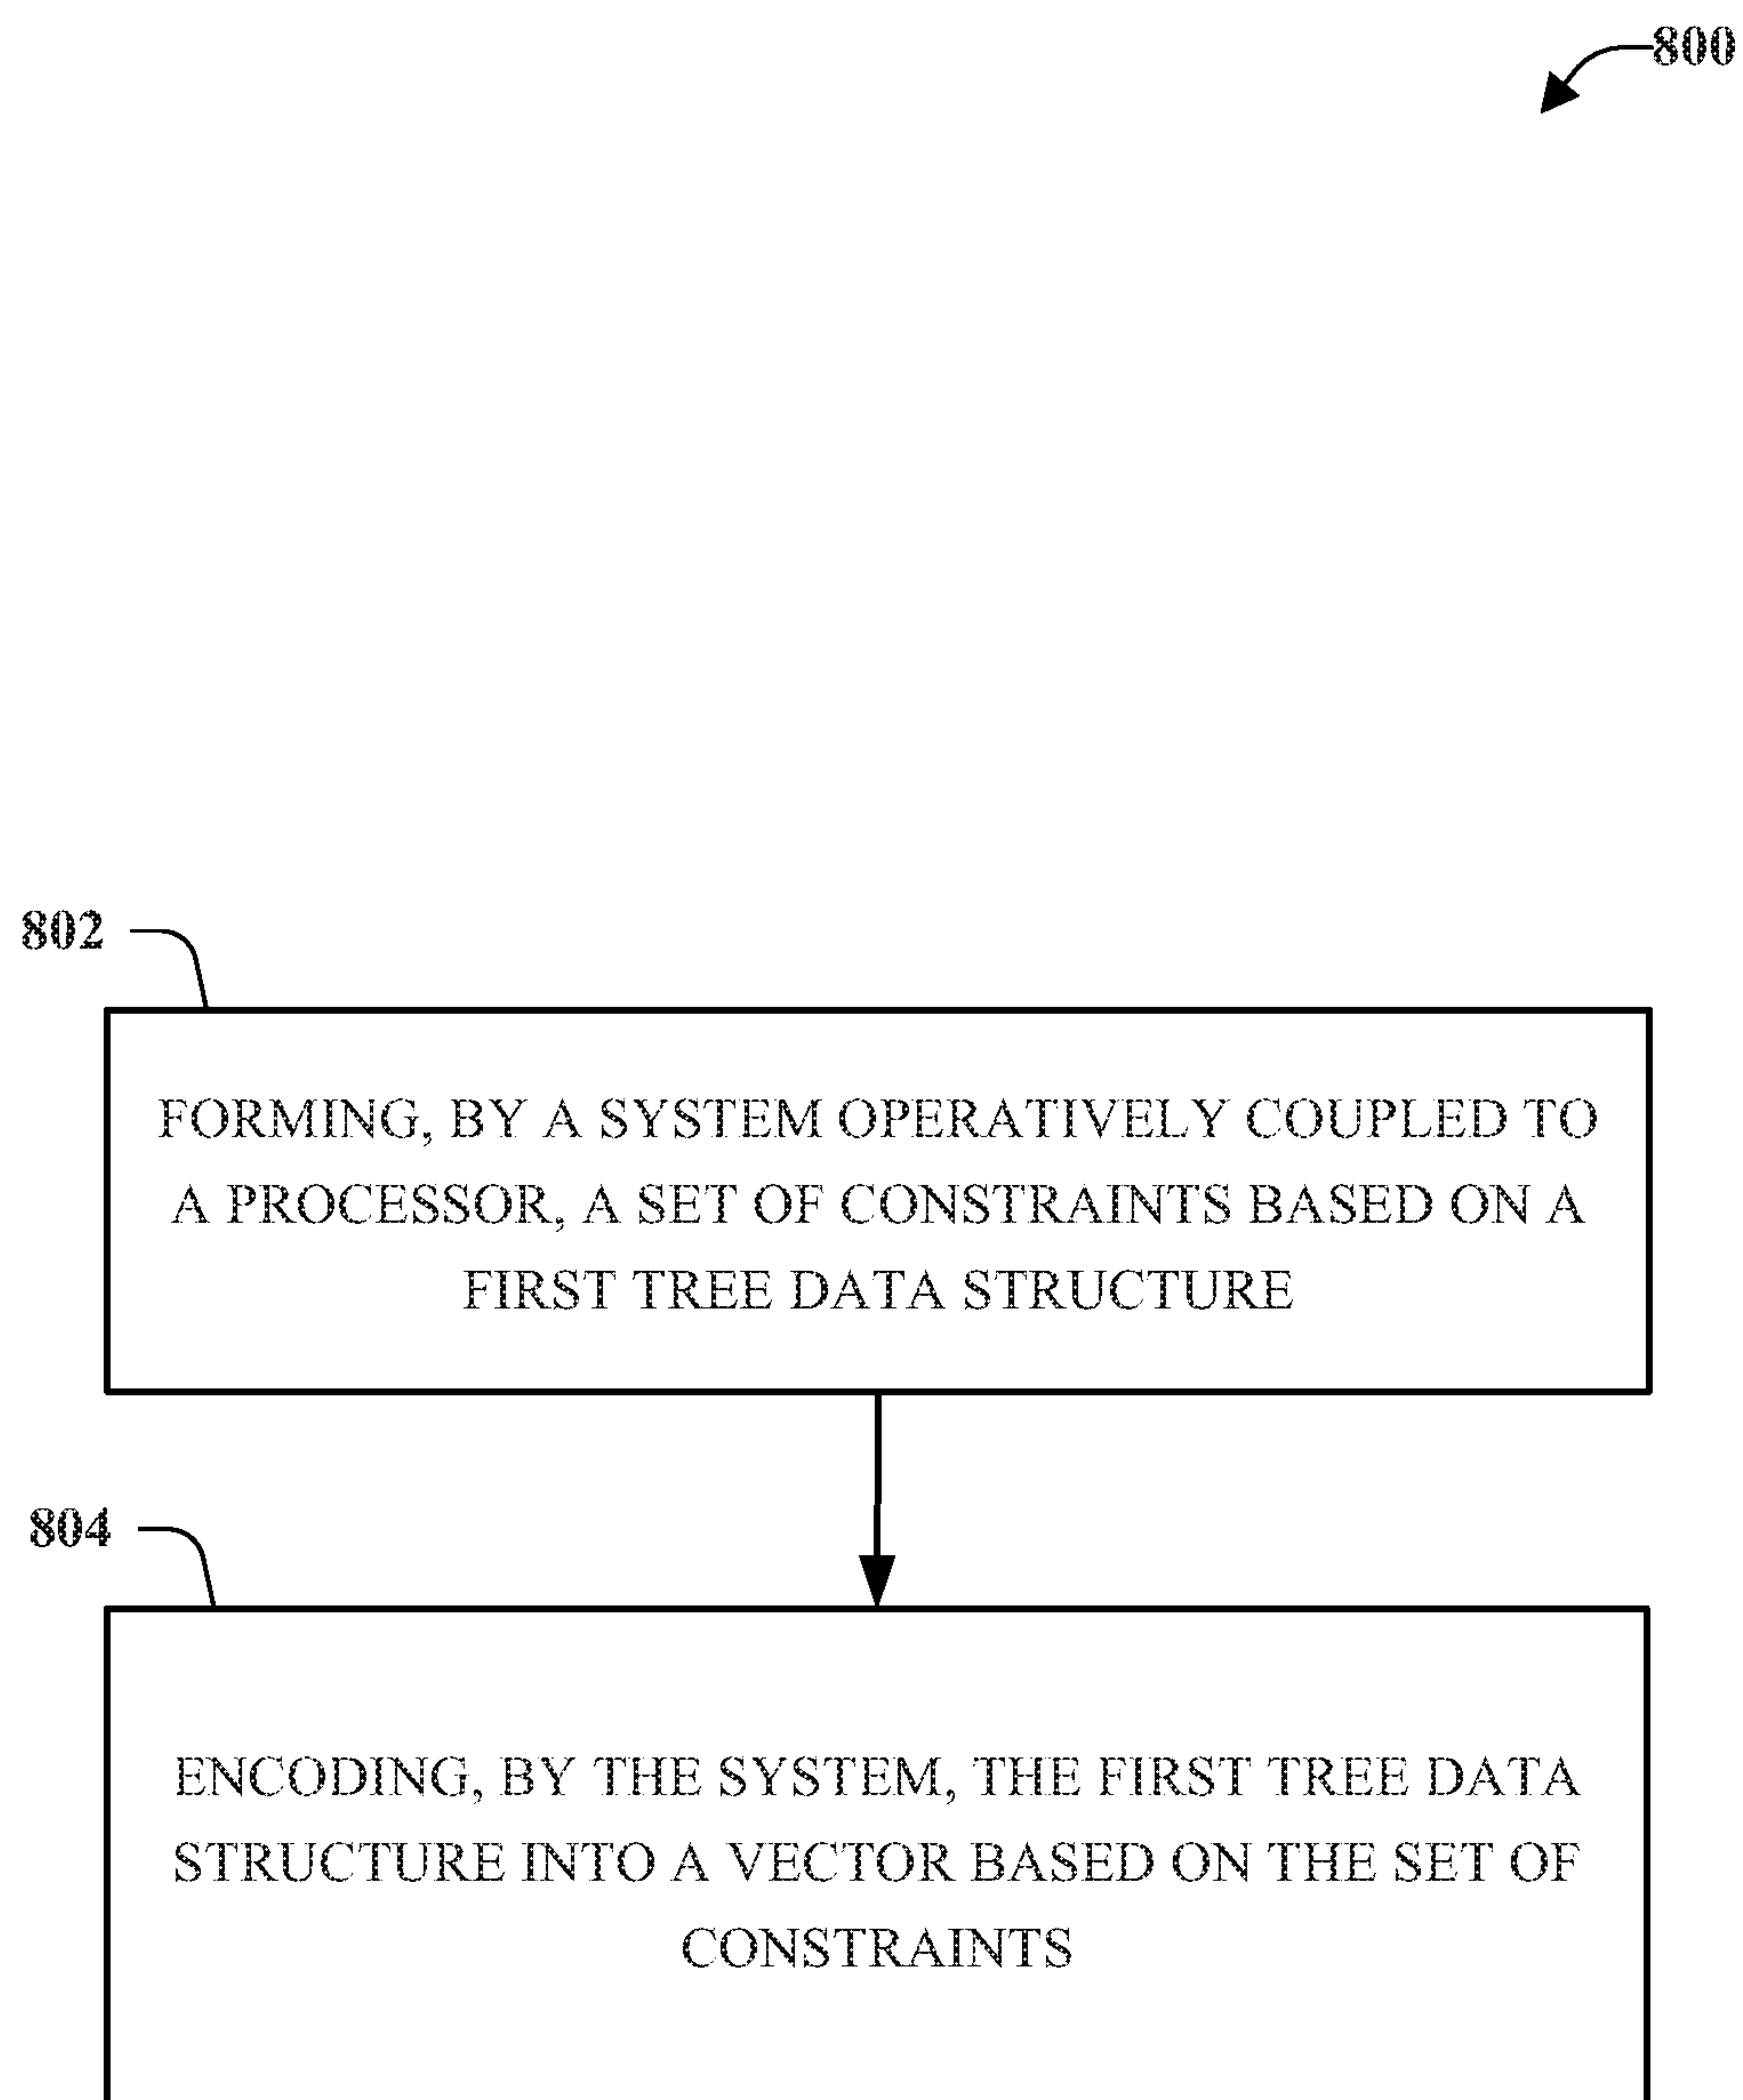 800
802
FORMING, BY A SYSTEM OPERATIVELY COUPLED TO
A PROCESSOR, A SET OF CONSTRAINTS BASED ON A
FIRST TREE DATA STRUCTURE
804
ENCODING, BY THE SYSTEM, THE FIRST TREE DATA
STRUCTURE INTO A VECTOR BASED ON THE SET OF
CONSTRAINTS